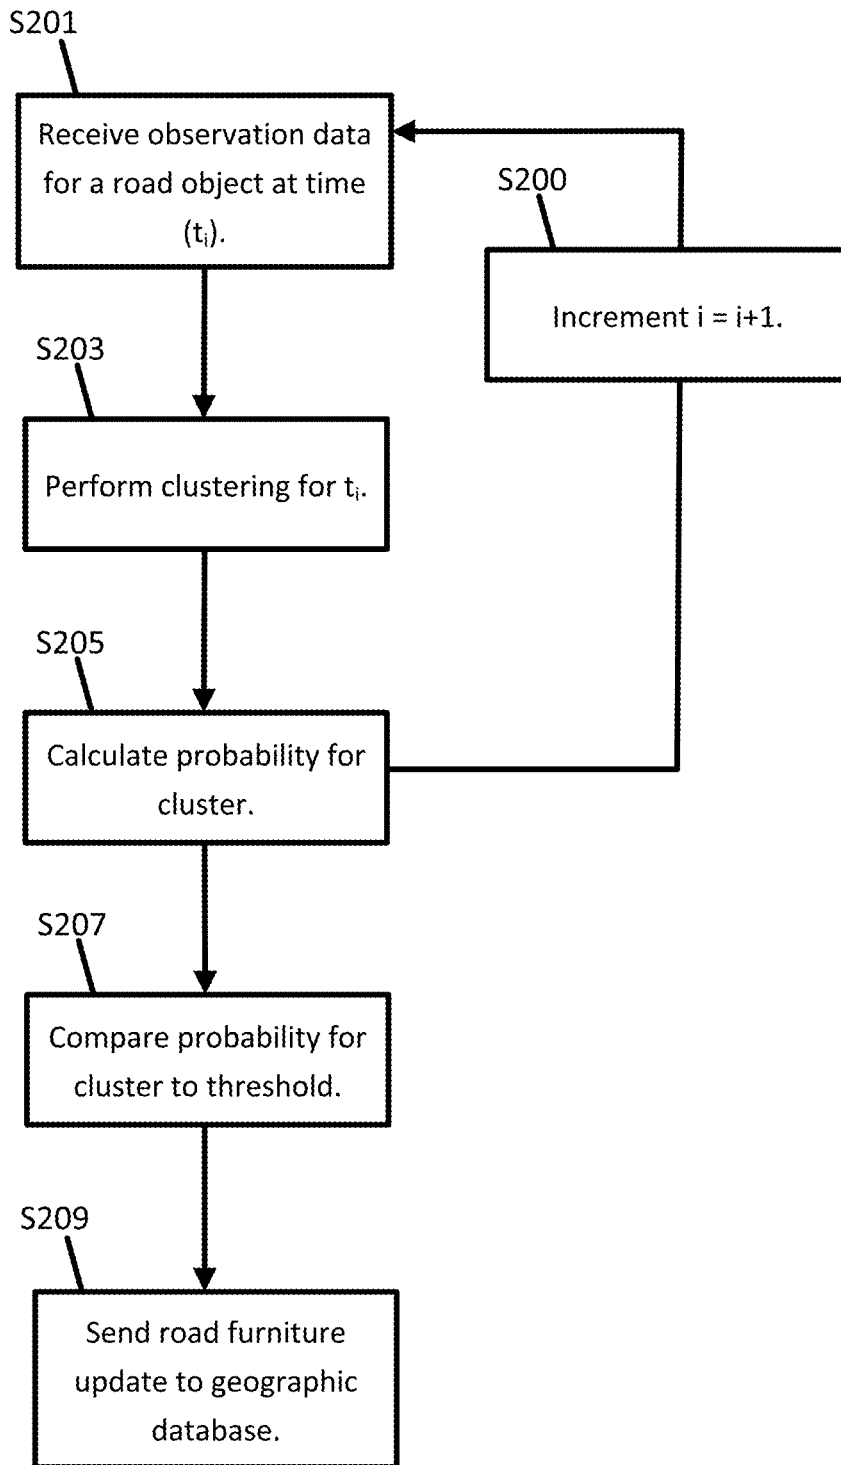 S201
Receive observation data
for a road object at time
(tᵢ).
S200
Increment i = i+1.
S203
Perform clustering for tᵢ.
S205
Calculate probability for
cluster.
S207
Compare probability for
cluster to threshold.
S209
Send road furniture
update to geographic
database.